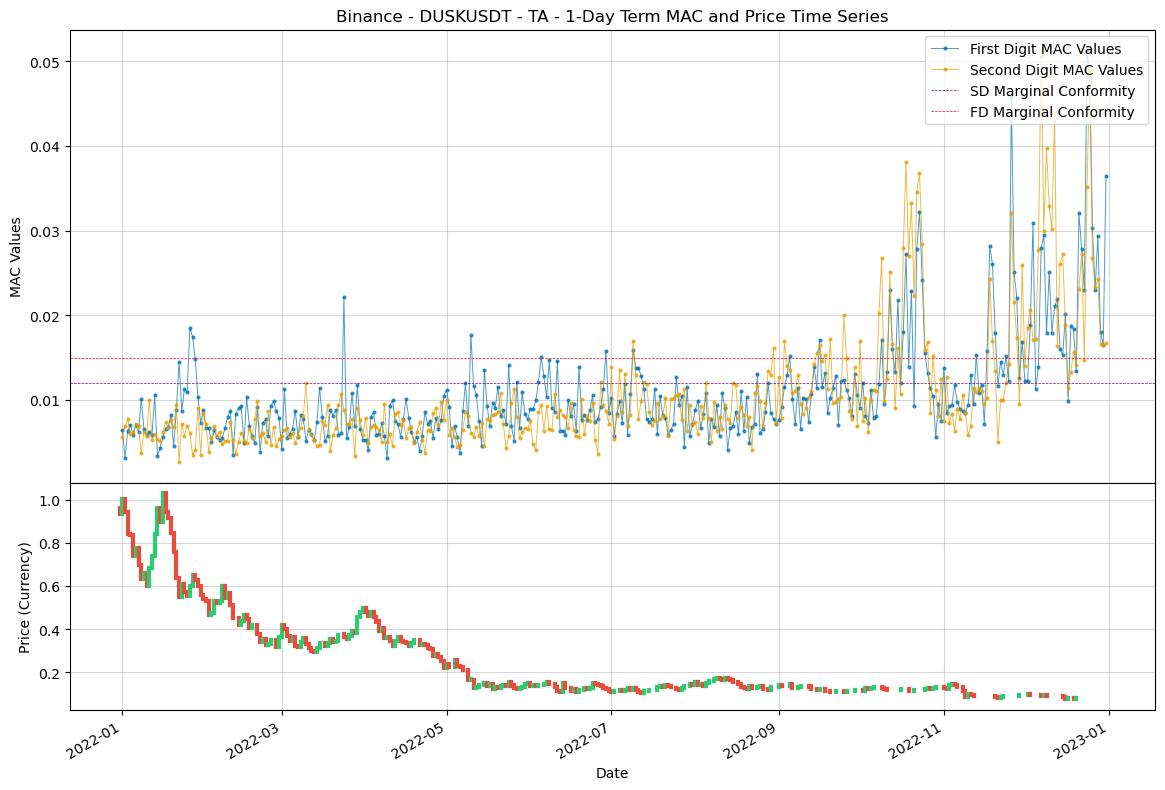 Binance - DUSKUSDT - TA - 1-Day Term MAC and Price Time Series
First Digit MAC Values
Second Digit MAC Values
SD Marginal Conformity
FD Marginal Conformity
MAC Values
0.05
0.04
0.03
0.02
0.01
Price (Currency)
1.0
0.8
0.6
0.4
0.2
2022-01
2022-03
2022-05
2022-07
2022-09
2022-11
2023-01
Date